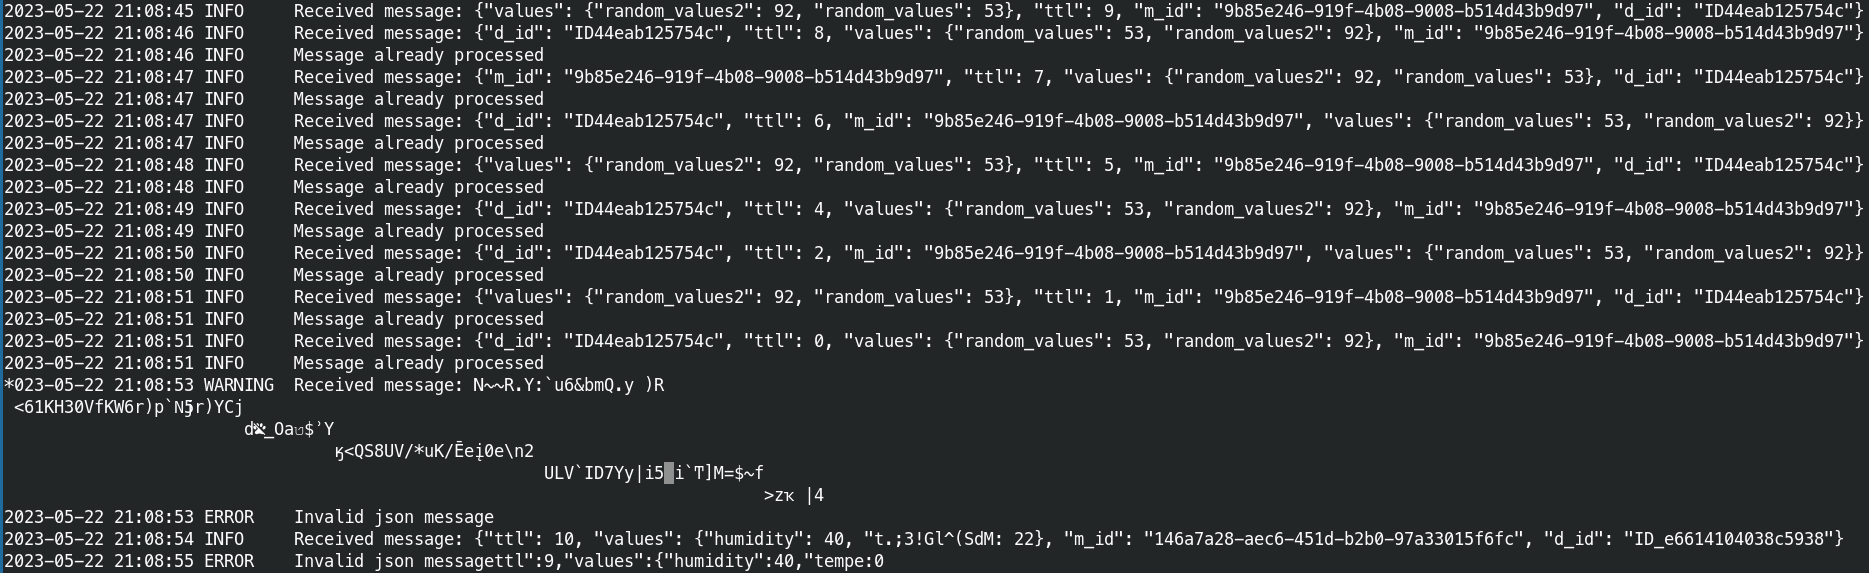 2023-05-22 21:08:45 INFO     Received message: {"values": {"random_values2": 92, "random_values": 53}, "ttl": 9, "m_id": "9b85e246-919f-4b08-9008-b514d43b9d97", "d_id": "ID44eab125754c"}
2023-05-22 21:08:46 INFO     Received message: {"d_id": "ID44eab125754c", "ttl": 8, "values": {"random_values": 53, "random_values2": 92}, "m_id": "9b85e246-919f-4b08-9008-b514d43b9d97"}
2023-05-22 21:08:46 INFO     Message already processed
2023-05-22 21:08:47 INFO     Received message: {"m_id": "9b85e246-919f-4b08-9008-b514d43b9d97", "ttl": 7, "values": {"random_values2": 92, "random_values": 53}, "d_id": "ID44eab125754c"}
2023-05-22 21:08:47 INFO     Message already processed
2023-05-22 21:08:47 INFO     Received message: {"d_id": "ID44eab125754c", "ttl": 6, "m_id": "9b85e246-919f-4b08-9008-b514d43b9d97", "values": {"random_values": 53, "random_values2": 92}}
2023-05-22 21:08:47 INFO     Message already processed
2023-05-22 21:08:48 INFO     Received message: {"values": {"random_values2": 92, "random_values": 53}, "ttl": 5, "m_id": "9b85e246-919f-4b08-9008-b514d43b9d97", "d_id": "ID44eab125754c"}
2023-05-22 21:08:48 INFO     Message already processed
2023-05-22 21:08:49 INFO     Received message: {"d_id": "ID44eab125754c", "ttl": 4, "values": {"random_values": 53, "random_values2": 92}, "m_id": "9b85e246-919f-4b08-9008-b514d43b9d97"}
2023-05-22 21:08:49 INFO     Message already processed
2023-05-22 21:08:50 INFO     Received message: {"d_id": "ID44eab125754c", "ttl": 2, "m_id": "9b85e246-919f-4b08-9008-b514d43b9d97", "values": {"random_values": 53, "random_values2": 92}}
2023-05-22 21:08:50 INFO     Message already processed
2023-05-22 21:08:51 INFO     Received message: {"values": {"random_values2": 92, "random_values": 53}, "ttl": 1, "m_id": "9b85e246-919f-4b08-9008-b514d43b9d97", "d_id": "ID44eab125754c"}
2023-05-22 21:08:51 INFO     Message already processed
2023-05-22 21:08:51 INFO     Received message: {"d_id": "ID44eab125754c", "ttl": 0, "values": {"random_values": 53, "random_values2": 92}, "m_id": "9b85e246-919f-4b08-9008-b514d43b9d97"}
2023-05-22 21:08:51 INFO     Message already processed
*023-05-22 21:08:53 WARNING  Received message: N~~R.Y:`u6&bmQ.y )R
<61KH30VfKW6r)p`
QS8UV/*uK/
ULV`ID7Yy|i5
|4
2023-05-22 21:08:53 ERROR    Invalid json message
2023-05-22 21:08:54 INFO     Received message: {"ttl": 10, "values": {"humidity": 40, "t.;3!Gl^(SdM: 22}, "m_id": "146a7a28-aec6-451d-b2b0-97a33015f6fc", "d_id": "ID_e6614104038c5938"}
2023-05-22 21:08:55 ERROR    Invalid json messagettl":9,"values":{"humidity":40,"tempe:0